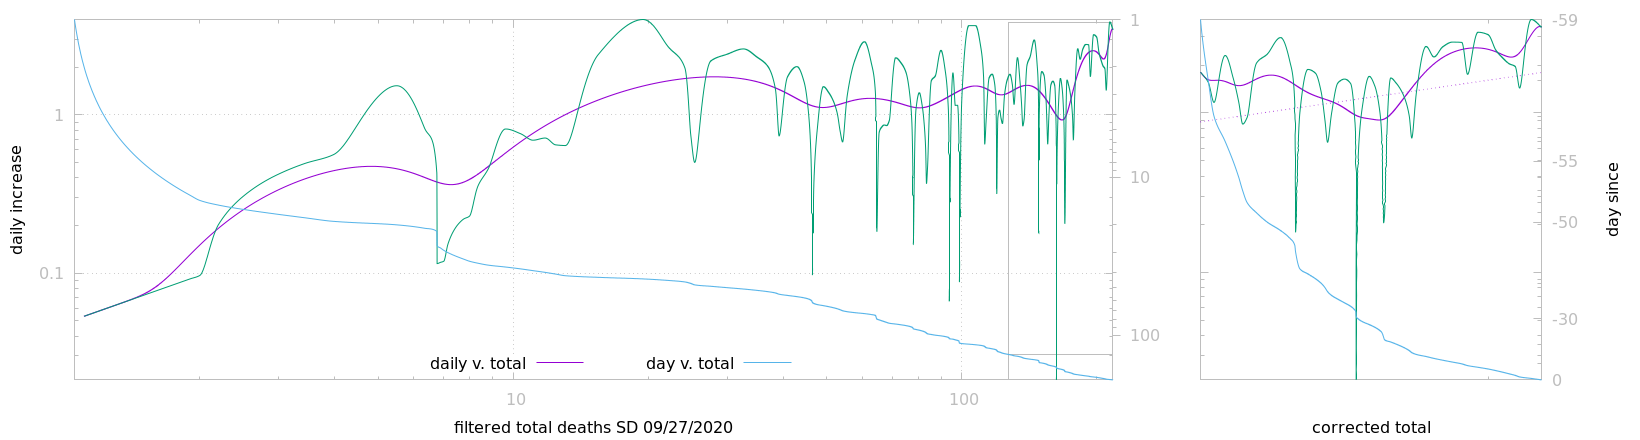 daily increase
1
0.1
10
100
1
10
100
daily v. total
day v. total
filtered total deaths SD 09/27/2020
-59
-55
-50
-30
0
day since
corrected total